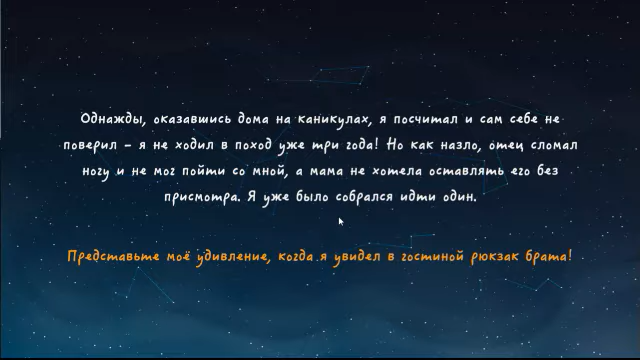 Однажды, оказавшись дома на каникулах, я посчитал и сам себе не
поверил – я не ходил в поход уже три года! Но как назло, отец сломал
ногу и не мог пойти со мной, а мама не хотела оставлять его без
присмотра. Я уже было собрался идти один.
Представьте моё удивление, когда я увидел в гостиной рюкзак брата!